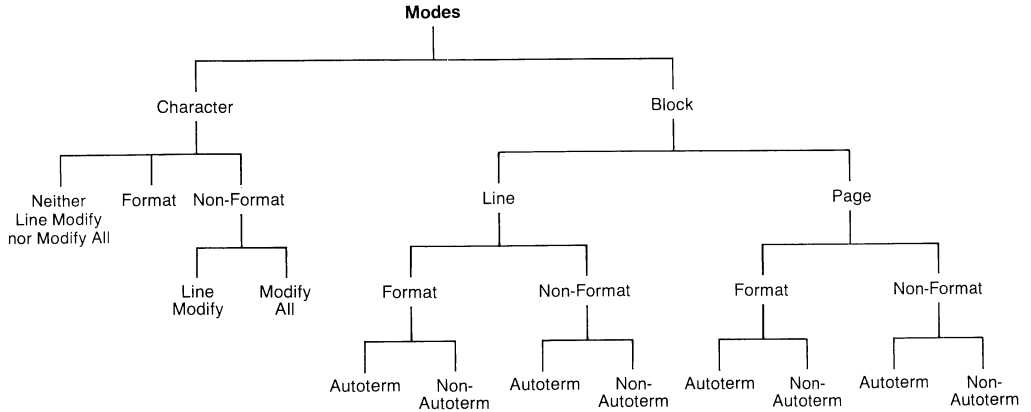 Modes
Character
Block
Neither
Line Modify
nor Modify All
Format
Non-Format
Line
Page
Line
Modify
Modify
All
Format
Non-Format
Format
Non-Format
Autoterm
Non-
Autoterm
Autoterm
Non-
Autoterm
Autoterm
Non-
Autoterm
Autoterm
Non-
Autoterm